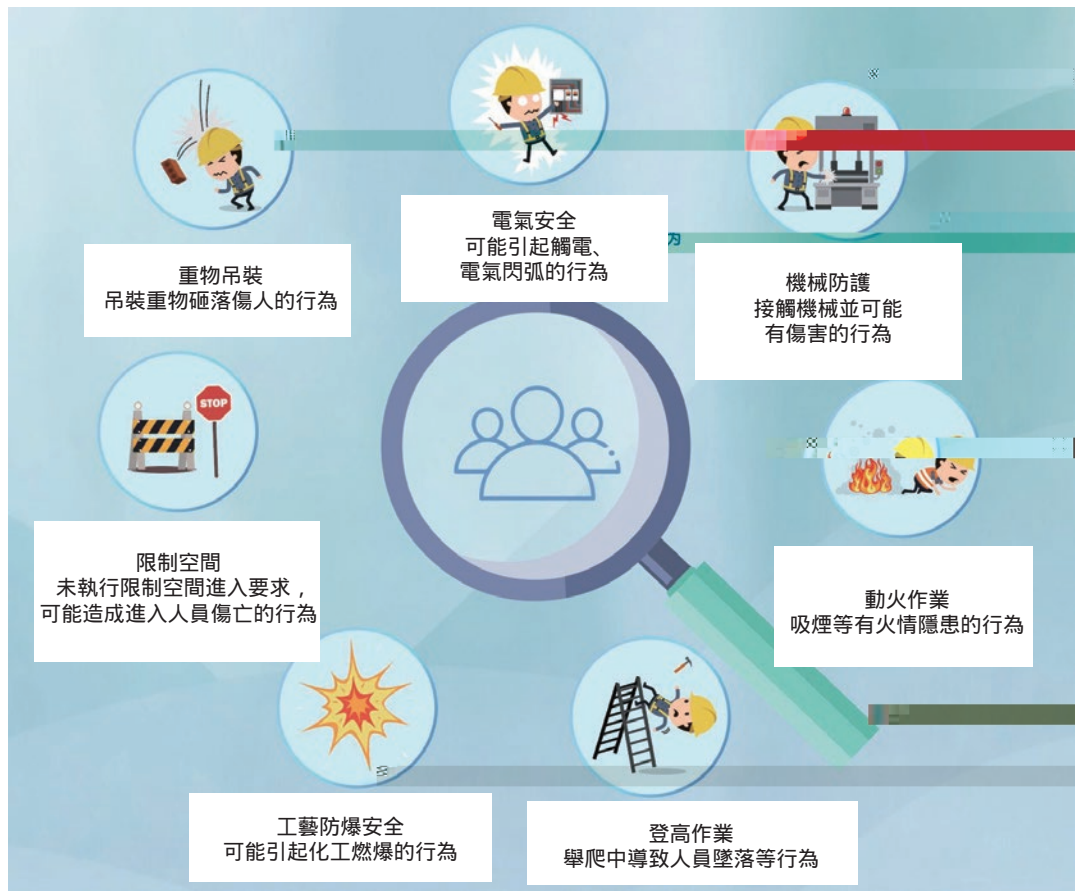 電氣安全
可能引起觸電、
電氣閃弧的行為
重物吊裝
吊裝重物砸落傷人的行為
機械防護
接觸機械並可能
有傷害的行為
STOP
限制空間
未執行限制空間進入要求，
可能造成進入人員傷亡的行為
動火作業
吸煙等有火情隱患的行為
工藝防爆安全
可能引起化工燃爆的行為
登高作業
舉爬中導致人員墜落等行為